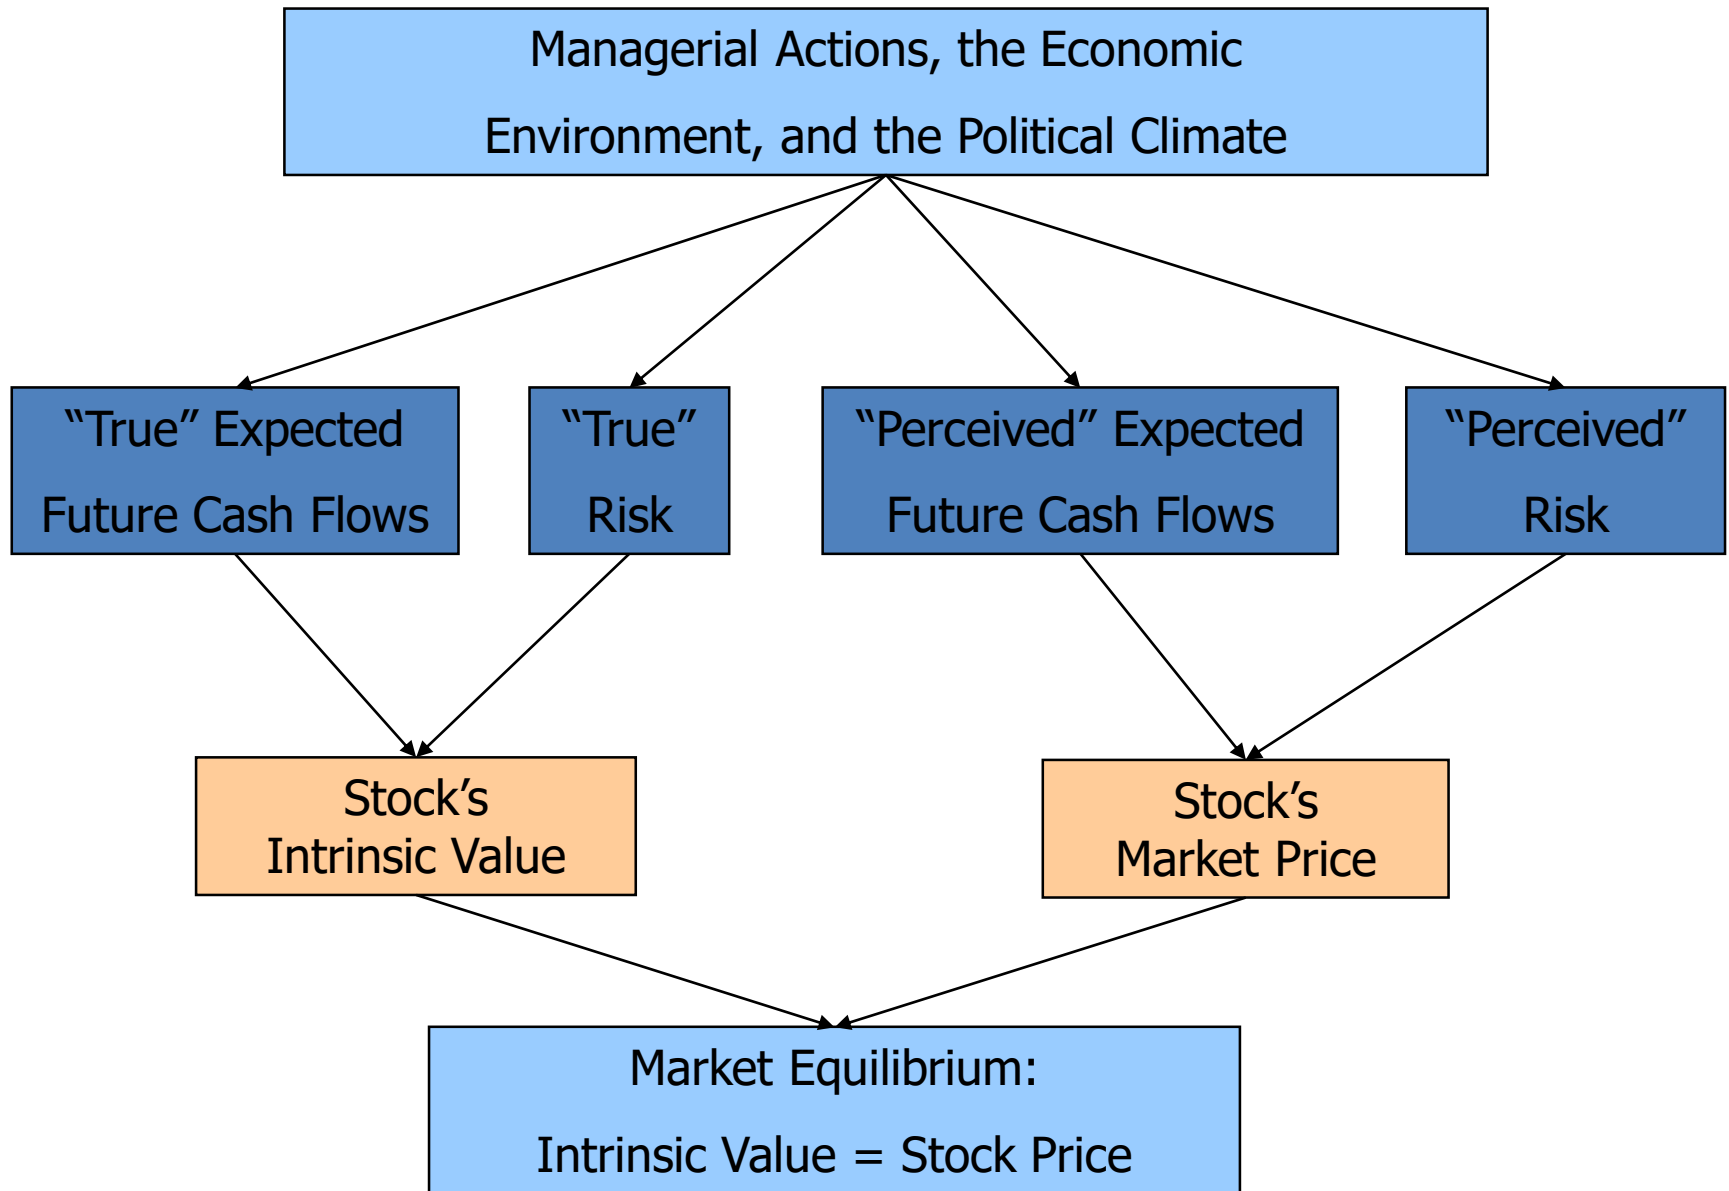 Managerial Actions, the Economic
Environment, and the Political Climate
“True” Expected
Future Cash Flows
“True”
Risk
“Perceived” Expected
Future Cash Flows
“Perceived”
Risk
Stock’s
Intrinsic Value
Stock’s
Market Price
Market Equilibrium:
Intrinsic Value = Stock Price